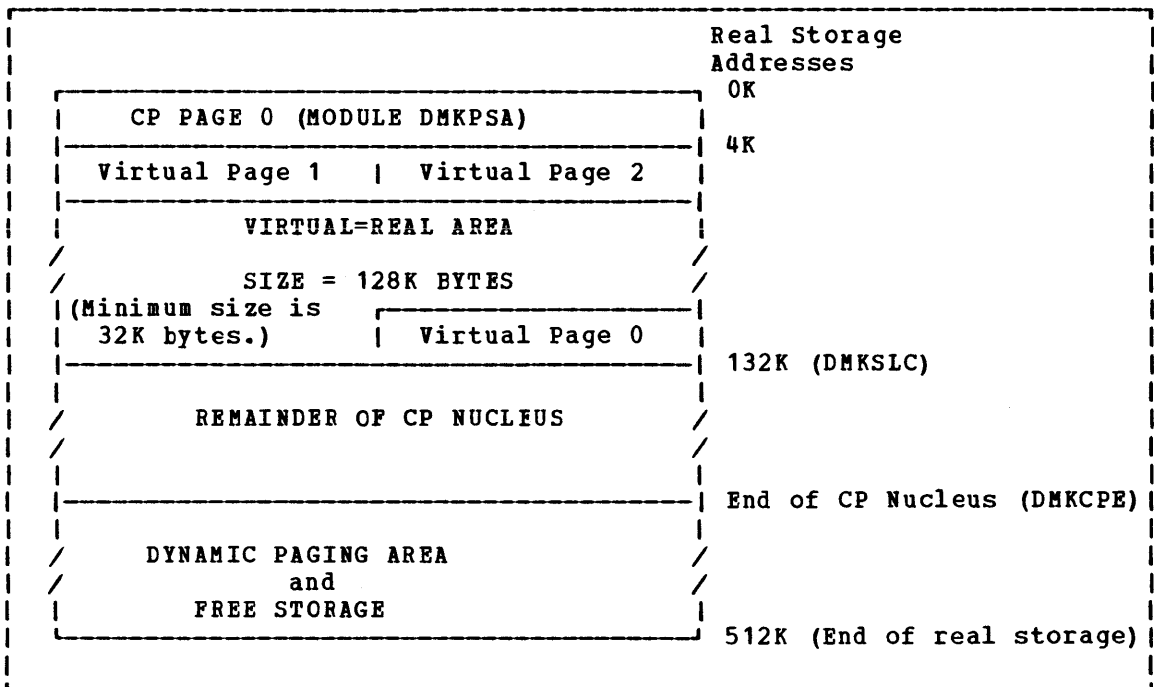 Real Storage
Addresses
0K
CP PAGE 0 (MODULE DMKPSA)
4K
Virtual Page 1 | Virtual Page 2
VIRTUAL=REAL AREA
SIZE = 128K BYTES
(Minimum size is
32K bytes.) | Virtual Page 0
132K (DMKSLC)
REMAINDER OF CP NUCLEUS
End of CP Nucleus (DMKCPE)
DYNAMIC PAGING AREA
and
FREE STORAGE
512K (End of real storage)